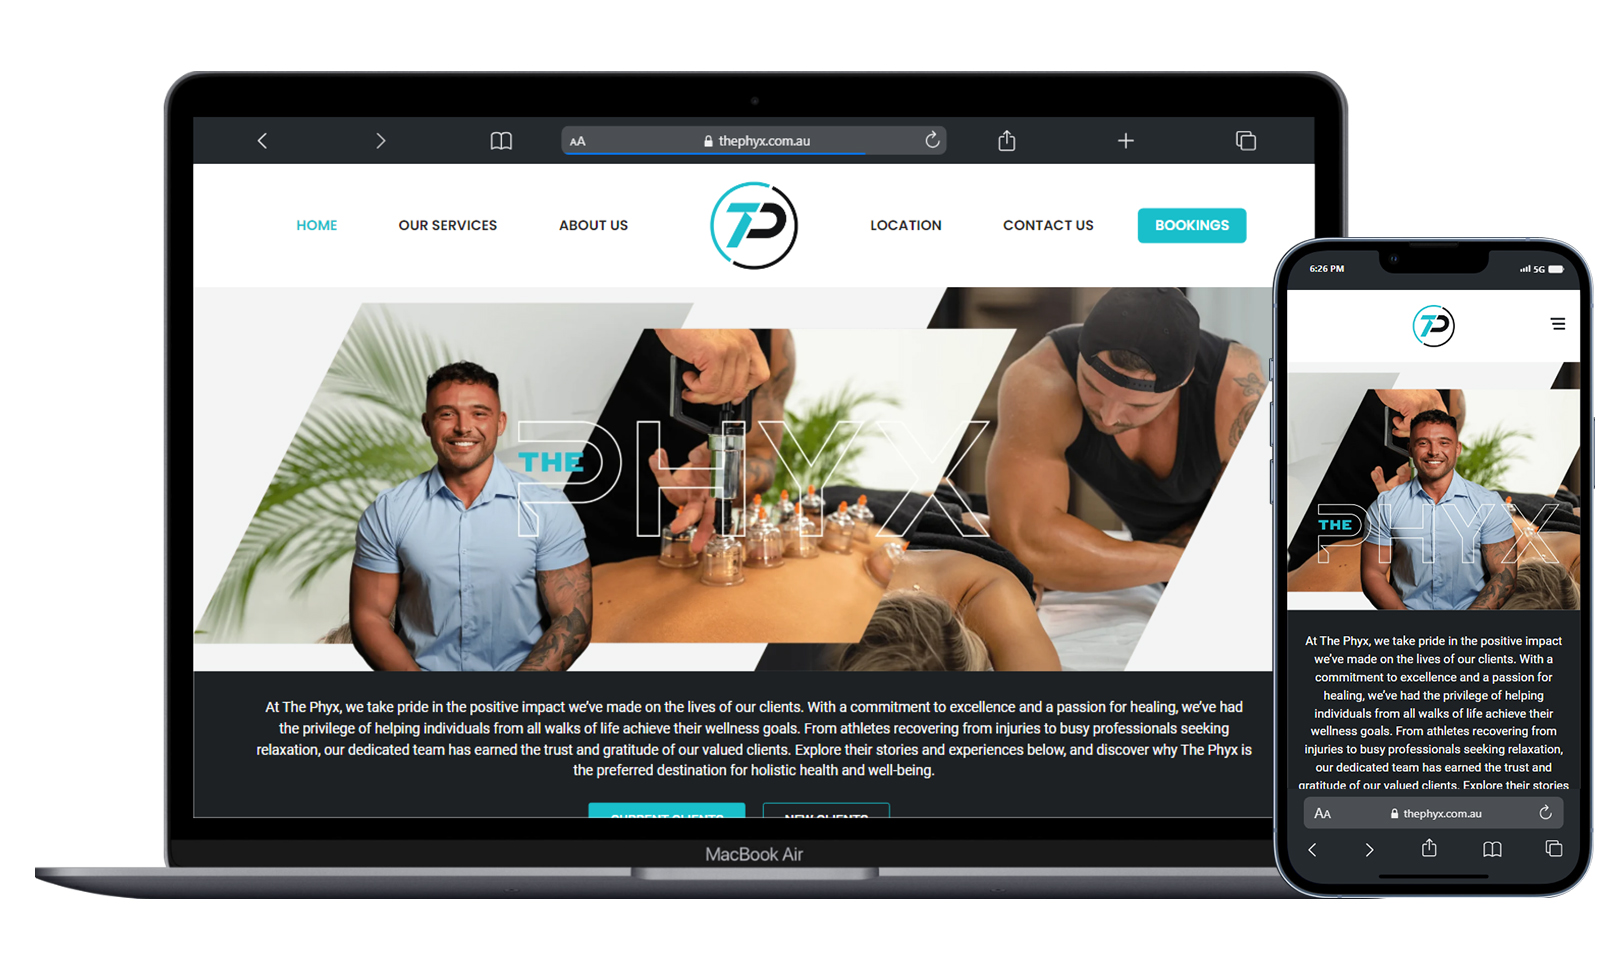 AA thephyx.com.au
HOME OUR SERVICES ABOUT US TP LOCATION CONTACT US BOOKINGS
THE PHYX
At The Phyx, we take pride in the positive impact we've made on the lives of our clients. With a commitment to excellence and a passion for healing, we've had
the privilege of helping individuals from all walks of life achieve their wellness goals. From athletes recovering from injuries to busy professionals seeking
relaxation, our dedicated team has earned the trust and gratitude of our valued clients. Explore their stories and experiences below, and discover why The Phyx is
the preferred destination for holistic health and well-being.
CURRENT CLIENTS NEW CLIENTS
MacBook Air
6:26 PM 5G
TP
THE PHYX
At The Phyx, we take pride in the positive impact
we've made on the lives of our clients. With a
commitment to excellence and a passion for
healing, we've had the privilege of helping
individuals from all walks of life achieve their
wellness goals. From athletes recovering from
injuries to busy professionals seeking relaxation,
our dedicated team has earned the trust and
gratitude of our valued clients. Explore their stories
AA thephyx.com.au